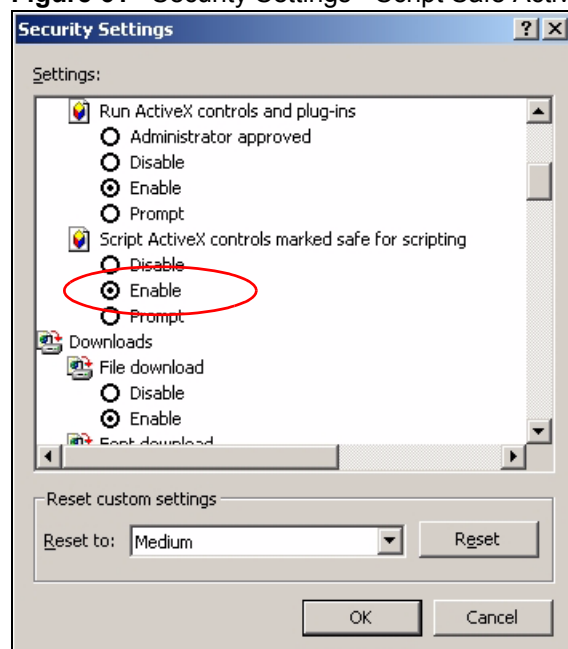 Security Settings
Settings:
Run ActiveX controls and plug-ins
Administrator approved
Disable
Enable
Prompt
Script ActiveX controls marked safe for scripting
Disable
Enable
Prompt
Downloads
File download
Disable
Enable
Font download
Reset custom settings
Reset to: Medium Reset
OK Cancel